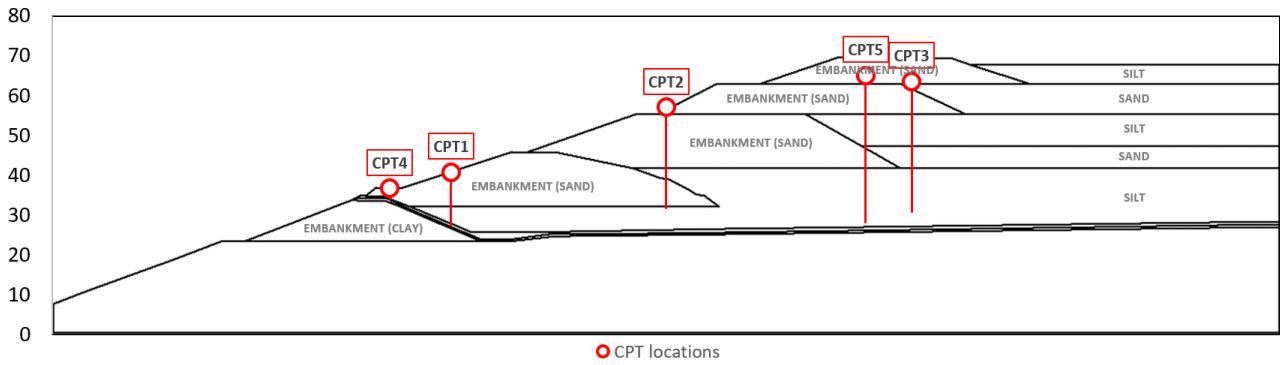 80
70
60
50
40
30
20
10
0
CPT5
CPT3
EMBANKMENT (SAND)
SILT
CPT2
EMBANKMENT (SAND)
SAND
SILT
EMBANKMENT (SAND)
CPT1
SAND
CPT4
EMBANKMENT (SAND)
SILT
EMBANKMENT (CLAY)
CPT locations